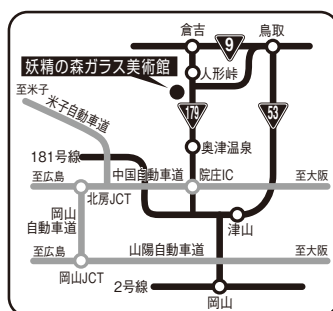 倉吉
9
鳥取
妖精の森ガラス美術館
人形峠
至米子
米子自動車道
179
53
奥津温泉
181号線
至広島
中国自動車道
院庄IC
至大阪
北房JCT
岡山
自動車道
津山
至広島
山陽自動車道
至大阪
岡山JCT
2号線
岡山